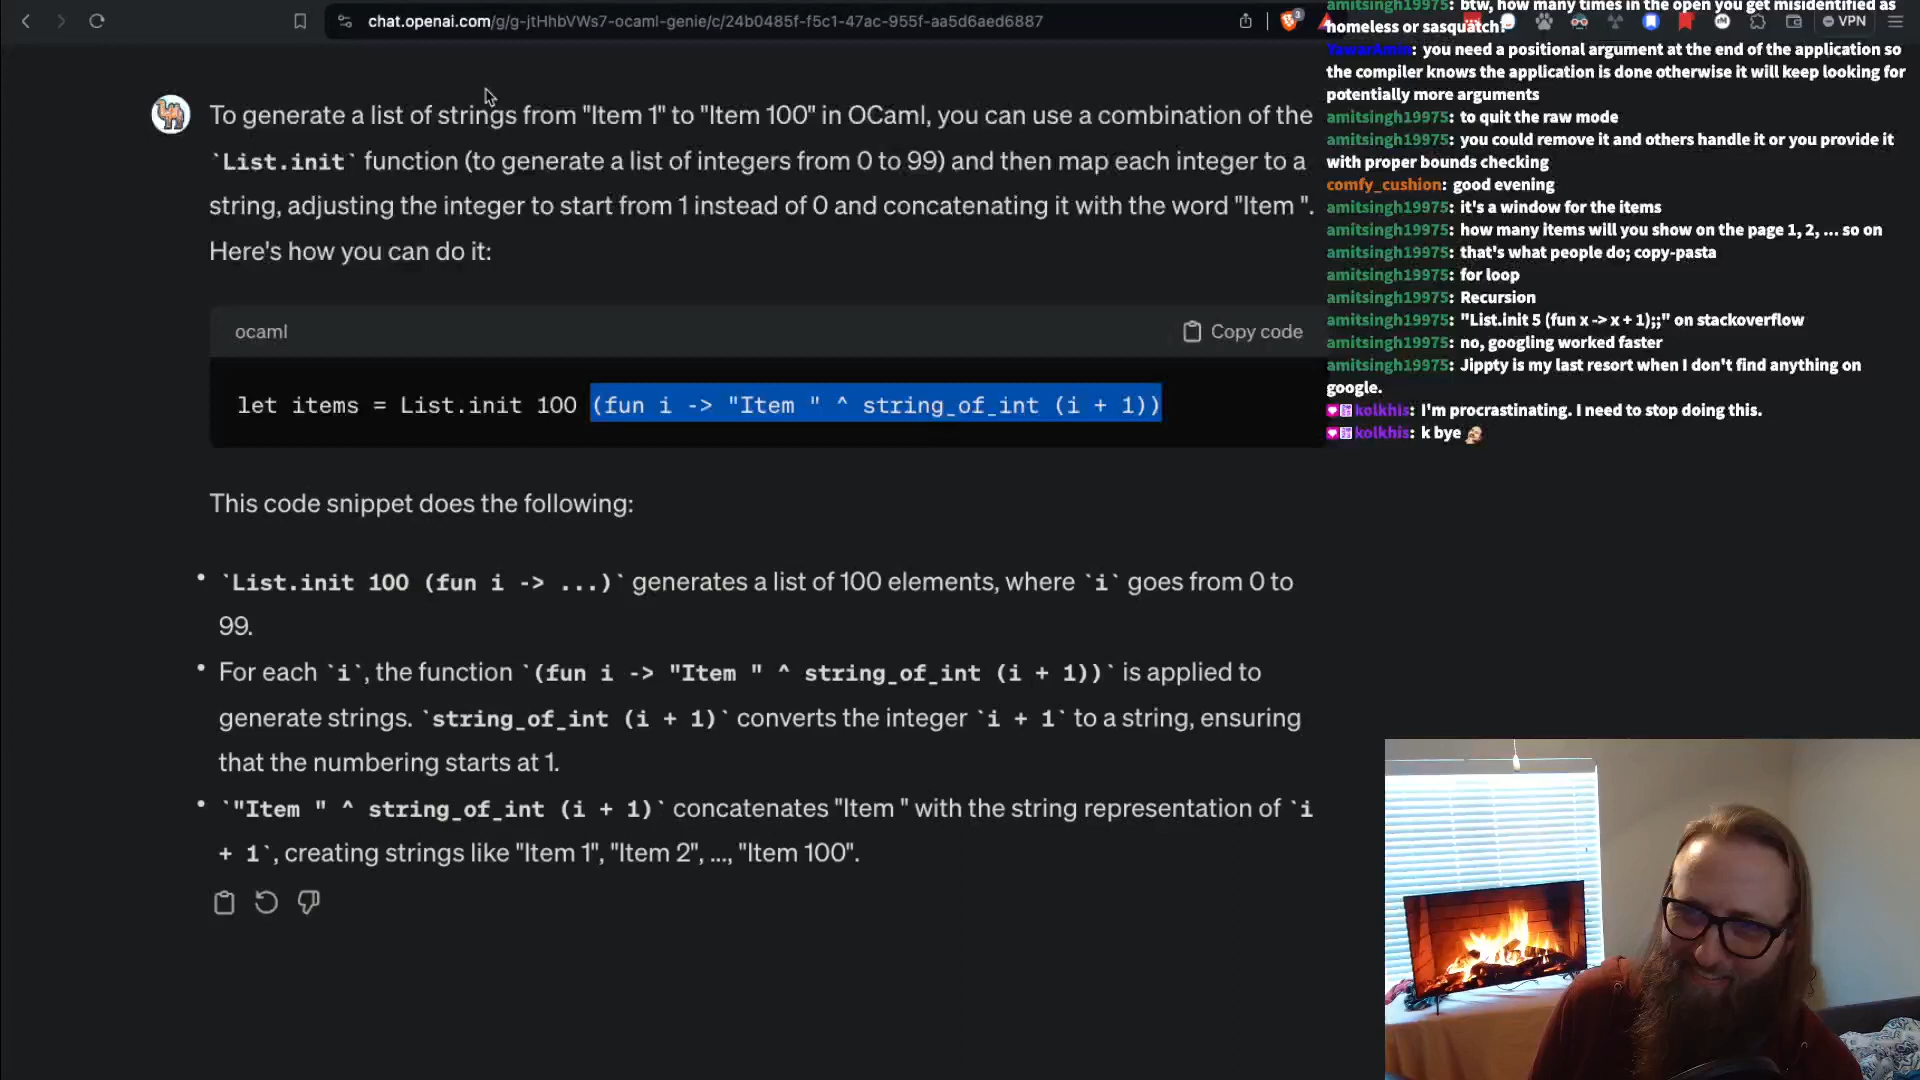 chat.openai.com/g/g-jtHhbVWs7-ocaml-genie/c/24b0485f-f5c1-47ac-955f-aa5d6aed6887
3
VPN
To generate a list of strings from "Item 1" to "Item 100" in OCaml, you can use a combination of the
`List.init` function (to generate a list of integers from 0 to 99) and then map each integer to a
string, adjusting the integer to start from 1 instead of 0 and concatenating it with the word "Item ".
Here's how you can do it:
ocaml
Copy code
let items = List.init 100 (fun i -> "Item " ^ string_of_int (i + 1))
This code snippet does the following:
• `List.init 100 (fun i -> ...)` generates a list of 100 elements, where `i` goes from 0 to
99.
• For each `i`, the function `(fun i -> "Item " ^ string_of_int (i + 1))` is applied to
generate strings. `string_of_int (i + 1)` converts the integer `i + 1` to a string, ensuring
that the numbering starts at 1.
• `"Item " ^ string_of_int (i + 1)` concatenates "Item " with the string representation of `i
+ 1`, creating strings like "Item 1", "Item 2", ..., "Item 100".
amitsingh19975: btw, how many times in the open you get misidentified as
homeless or sasquatch?
YawarAmin: you need a positional argument at the end of the application so
the compiler knows the application is done otherwise it will keep looking for
potentially more arguments
amitsingh19975: to quit the raw mode
amitsingh19975: you could remove it and others handle it or you provide it
with proper bounds checking
comfy_cushion: good evening
amitsingh19975: it's a window for the items
amitsingh19975: how many items will you show on the page 1, 2, ... so on
amitsingh19975: that's what people do; copy-pasta
amitsingh19975: for loop
amitsingh19975: Recursion
amitsingh19975: "List.init 5 (fun x -> x + 1);;" on stackoverflow
amitsingh19975: no, googling worked faster
amitsingh19975: Jippty is my last resort when I don't find anything on
google.
kolkhis: I'm procrastinating. I need to stop doing this.
kolkhis: k bye